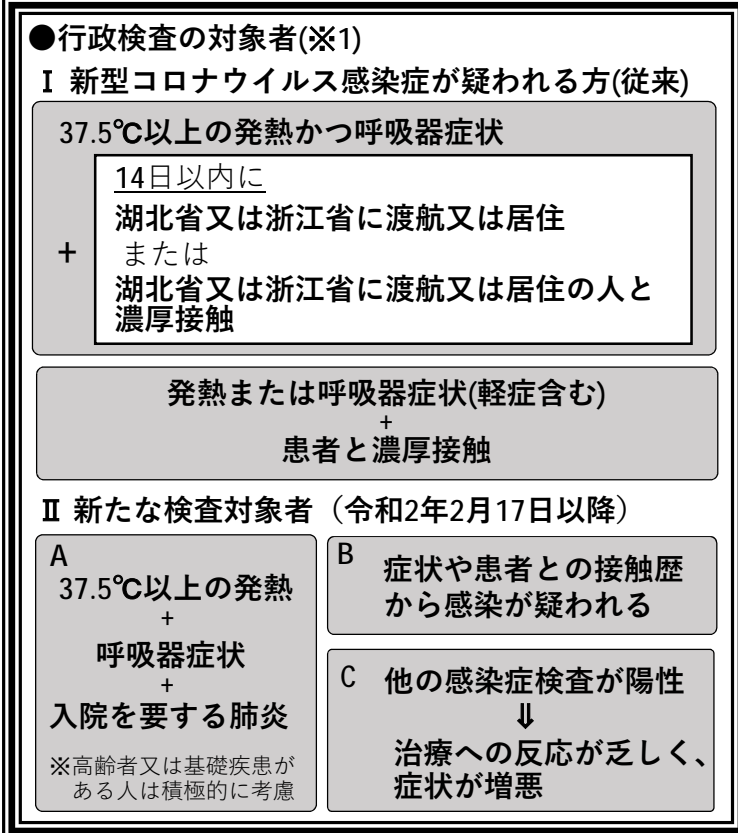 ●行政検査の対象者(※1)
Ⅰ 新型コロナウイルス感染症が疑われる方(従来)
37.5℃以上の発熱かつ呼吸器症状
+
14日以内に
湖北省又は浙江省に渡航又は居住
または
湖北省又は浙江省に渡航又は居住の人と
濃厚接触
発熱または呼吸器症状(軽症含む)
+
患者と濃厚接触
Ⅱ 新たな検査対象者（令和2年2月17日以降）
A
37.5℃以上の発熱
+
呼吸器症状
+
入院を要する肺炎
※高齢者又は基礎疾患が
ある人は積極的に考慮
B
症状や患者との接触歴
から感染が疑われる
C
他の感染症検査が陽性
⇓
治療への反応が乏しく、
症状が増悪